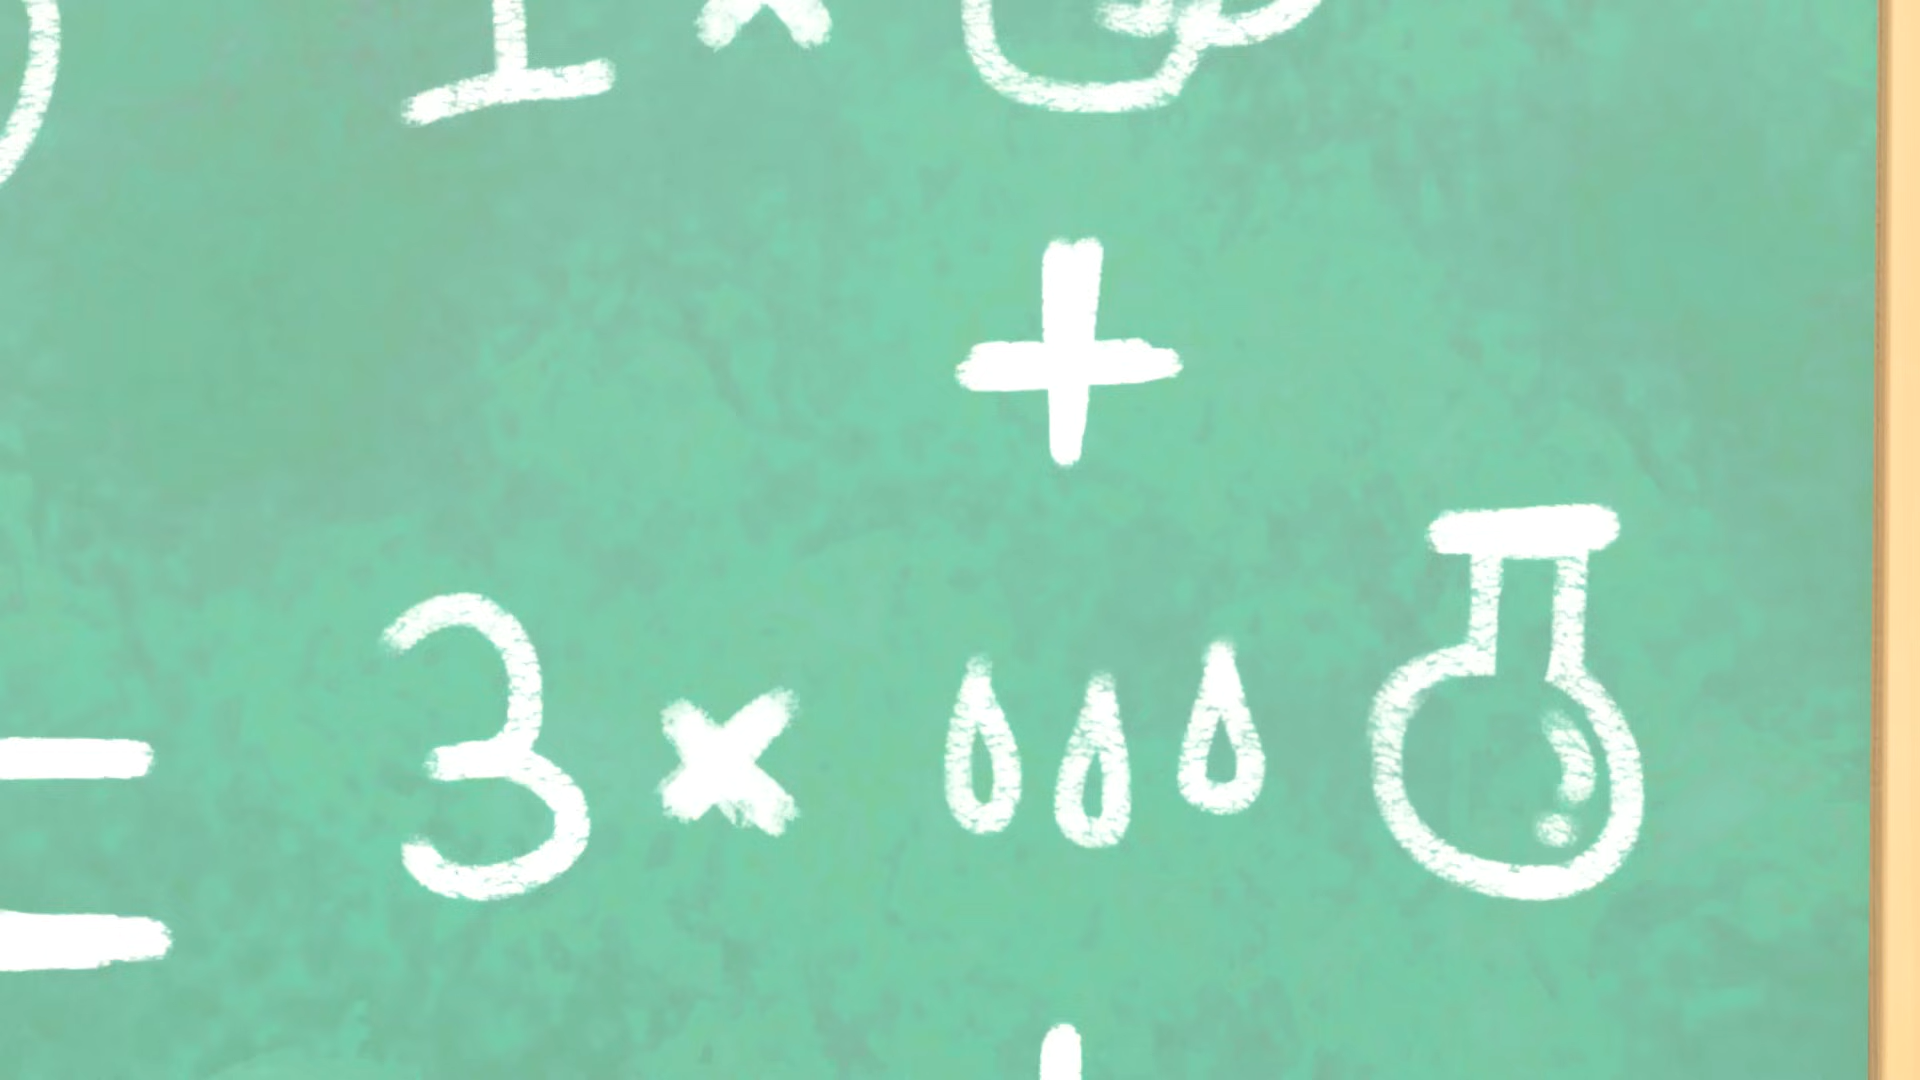 1 ×
+
= 3 ×